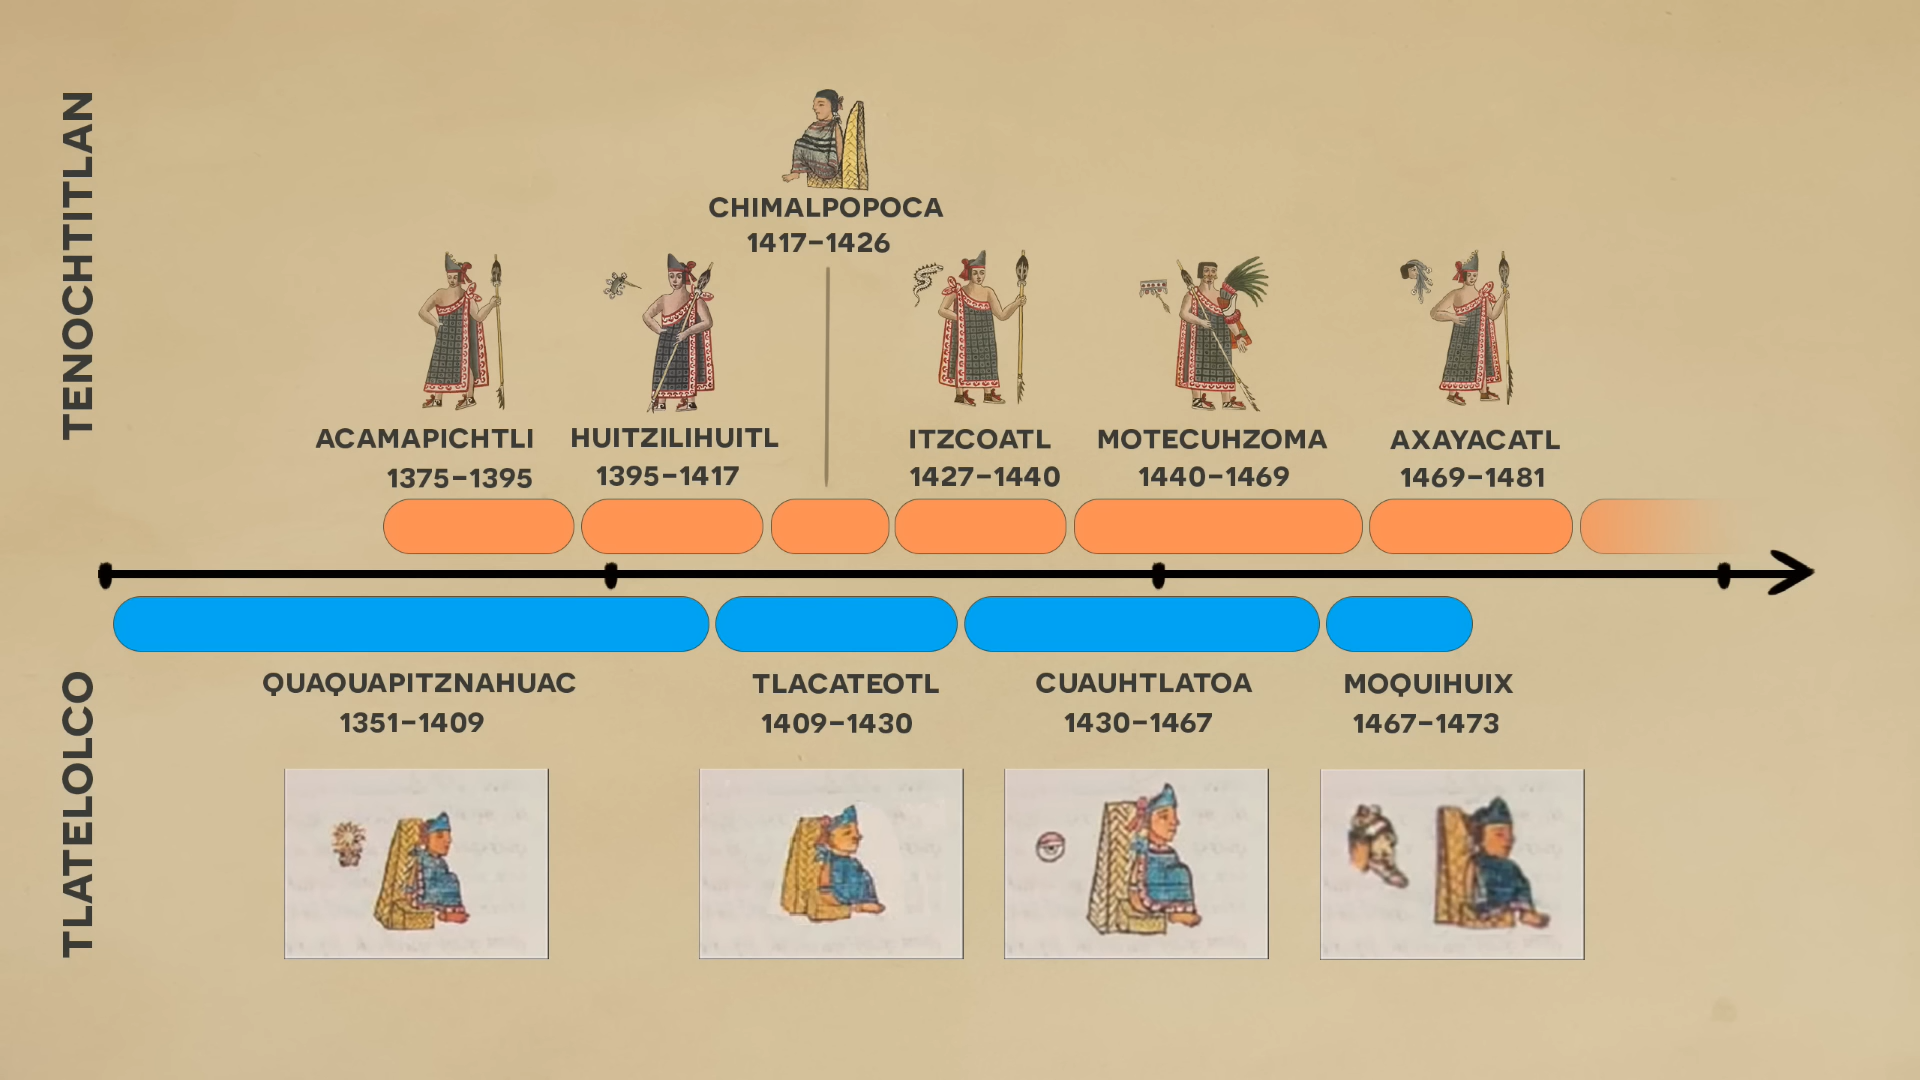 TENOCHTITLAN
CHIMALPOPOCA
1417–1426
ACAMAPICHTLI
1375–1395
HUITZILIHUITL
1395–1417
ITZCOATL
1427–1440
MOTECUHZOMA
1440–1469
AXAYACATL
1469–1481
TLATELOLCO
QUAQUAPITZNAHUAC
1351–1409
TLACATEOTL
1409–1430
CUAUHTLATOA
1430–1467
MOQUIHUIX
1467–1473